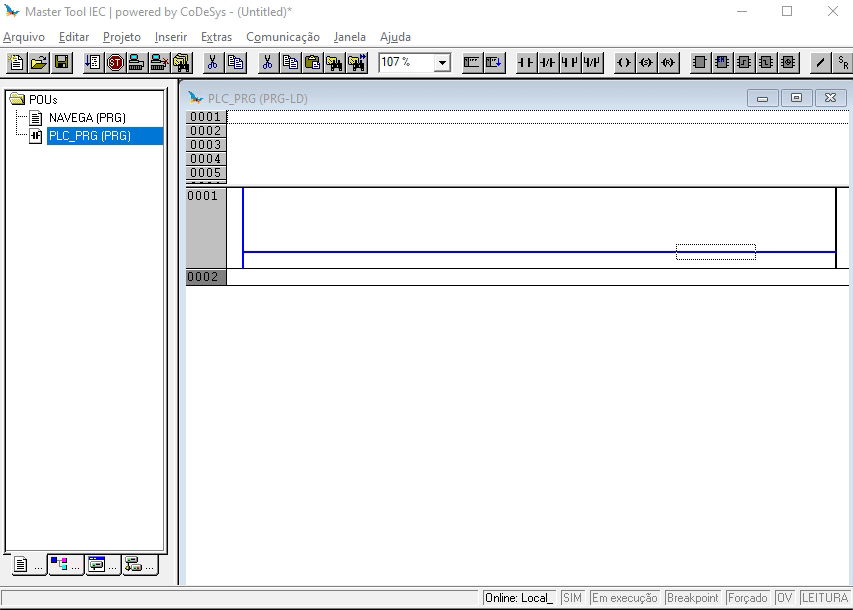 Master Tool IEC | powered by CoDeSys - (Untitled)*
Arquivo Editar Projeto Inserir Extras Comunicação Janela Ajuda
ST
107 %
(S) (R)
S R
POUs
NAVEGA (PRG)
PLC_PRG (PRG)
PLC_PRG (PRG-LD)
0001
0002
0003
0004
0005
0001
0002
... ... ... ...
Online: Local_ SIM Em execução Breakpoint Forçado OV LEITURA